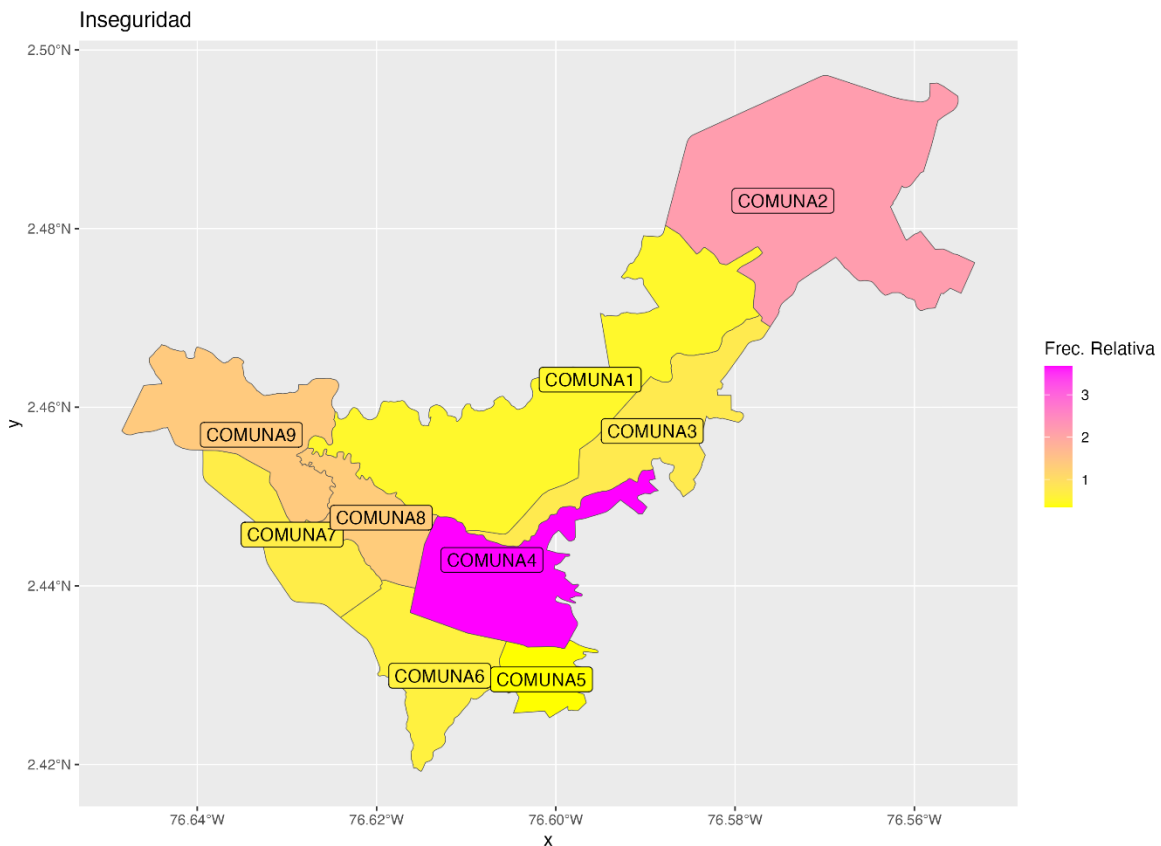 Inseguridad
2.50°N
2.48°N
2.46°N
2.44°N
2.42°N
y
COMUNA2
COMUNA1
COMUNA3
COMUNA9
COMUNA8
COMUNA7
COMUNA4
COMUNA6
COMUNA5
76.64°W
76.62°W
76.60°W
76.58°W
76.56°W
x
Frec. Relativa
3
2
1